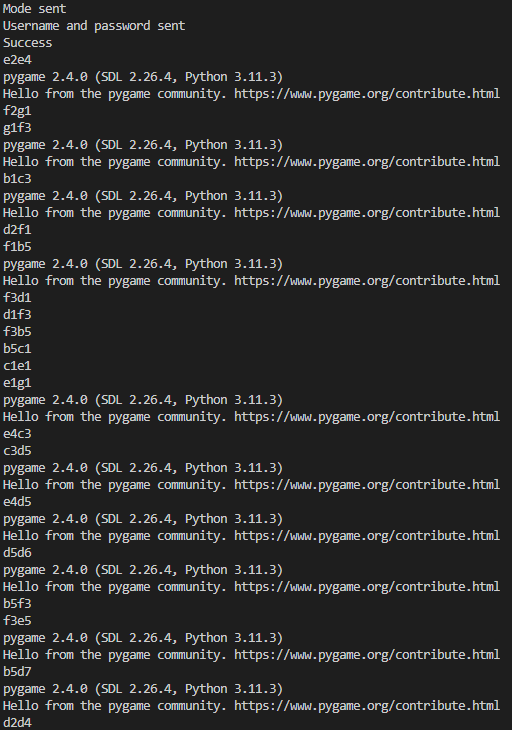 Mode sent
Username and password sent
Success
e2e4
pygame 2.4.0 (SDL 2.26.4, Python 3.11.3)
Hello from the pygame community. https://www.pygame.org/contribute.html
f2g1
g1f3
pygame 2.4.0 (SDL 2.26.4, Python 3.11.3)
Hello from the pygame community. https://www.pygame.org/contribute.html
b1c3
pygame 2.4.0 (SDL 2.26.4, Python 3.11.3)
Hello from the pygame community. https://www.pygame.org/contribute.html
d2f1
f1b5
pygame 2.4.0 (SDL 2.26.4, Python 3.11.3)
Hello from the pygame community. https://www.pygame.org/contribute.html
f3d1
d1f3
f3b5
b5c1
c1e1
e1g1
pygame 2.4.0 (SDL 2.26.4, Python 3.11.3)
Hello from the pygame community. https://www.pygame.org/contribute.html
e4c3
c3d5
pygame 2.4.0 (SDL 2.26.4, Python 3.11.3)
Hello from the pygame community. https://www.pygame.org/contribute.html
e4d5
pygame 2.4.0 (SDL 2.26.4, Python 3.11.3)
Hello from the pygame community. https://www.pygame.org/contribute.html
d5d6
pygame 2.4.0 (SDL 2.26.4, Python 3.11.3)
Hello from the pygame community. https://www.pygame.org/contribute.html
b5f3
f3e5
pygame 2.4.0 (SDL 2.26.4, Python 3.11.3)
Hello from the pygame community. https://www.pygame.org/contribute.html
b5d7
pygame 2.4.0 (SDL 2.26.4, Python 3.11.3)
Hello from the pygame community. https://www.pygame.org/contribute.html
d2d4